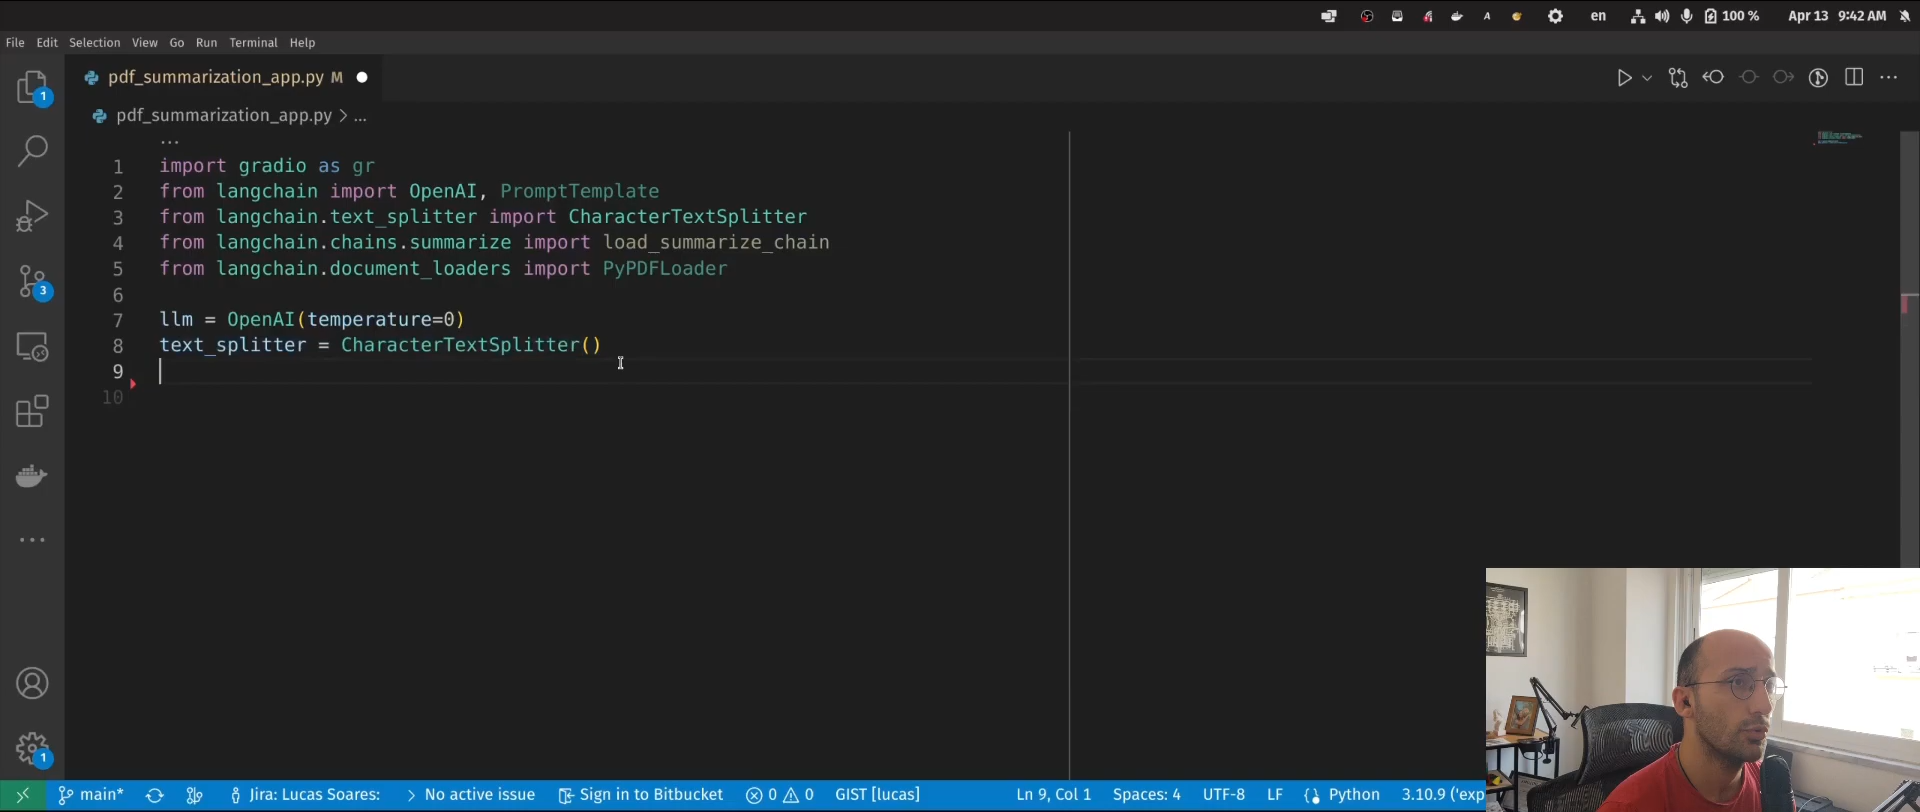 A en 100 % Apr 13 9:42 AM
File Edit Selection View Go Run Terminal Help
pdf_summarization_app.py M
1
pdf_summarization_app.py > ...
...
1 import gradio as gr
2 from langchain import OpenAI, PromptTemplate
3 from langchain.text_splitter import CharacterTextSplitter
4 from langchain.chains.summarize import load_summarize_chain
5 from langchain.document_loaders import PyPDFLoader
6
7 llm = OpenAI(temperature=0)
8 text_splitter = CharacterTextSplitter()
9
10
3
1
main* Jira: Lucas Soares: > No active issue Sign in to Bitbucket 0 0 GIST [lucas] Ln 9, Col 1 Spaces: 4 UTF-8 LF Python 3.10.9 ('exp